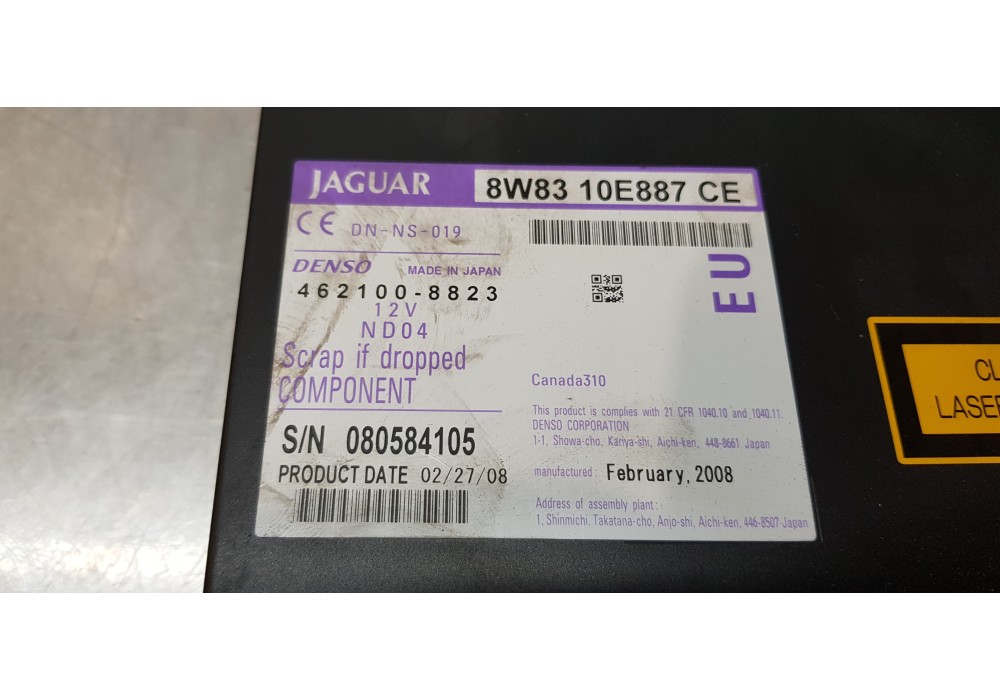 JAGUAR
8W83 10E887 CE
CE DN-NS-019
DENSO MADE IN JAPAN
462100-8823
12V
ND04
Scrap if dropped
COMPONENT
S/N 080584105
PRODUCT DATE 02/27/08
EU
Canada310
This product is complies with 21 CFR 1040.10 and ,1040.11.
DENSO CORPORATION
1-1, Showa-cho, Kariya-shi, Aichi-ken, 448-8661 Japan
manufactured : February, 2008
Address of assembly plant :
1, Shinmichi, Takatana-cho, Anjo-shi, Aichi-ken, 446-8507 Japan
CL
LASER